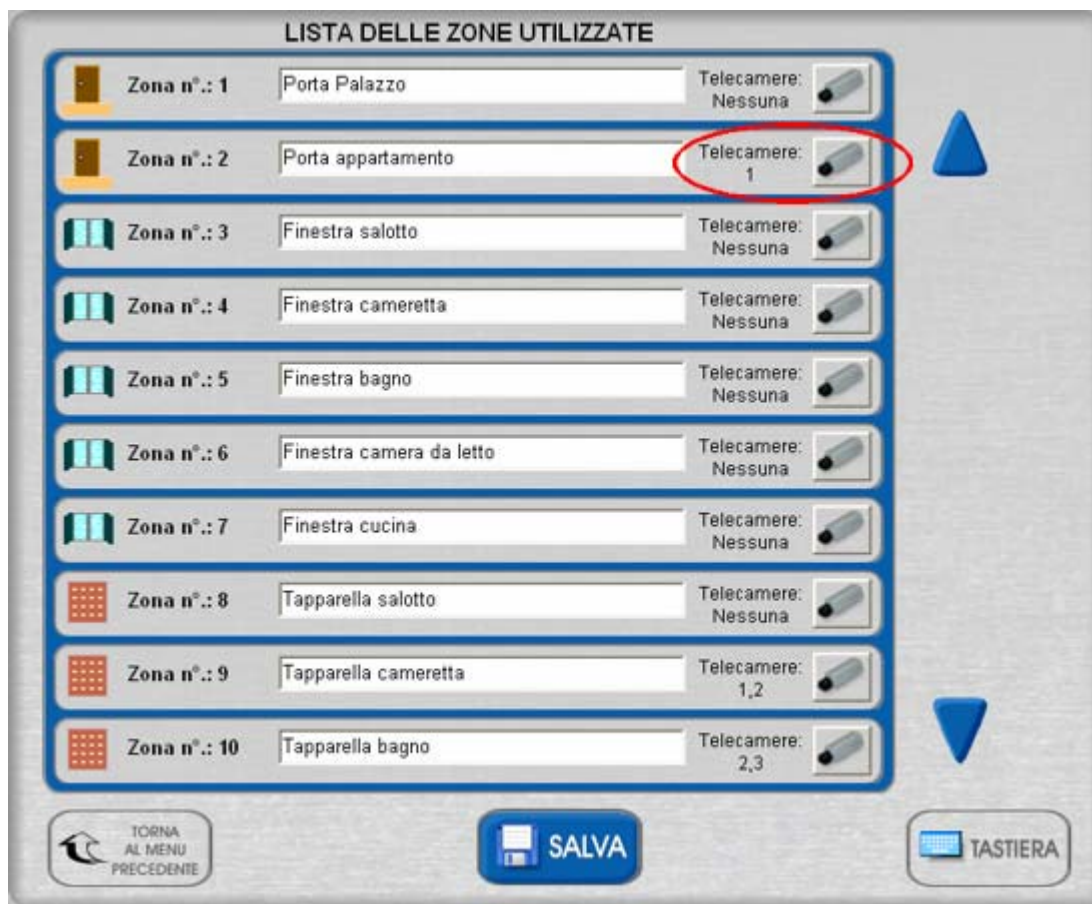 LISTA DELLE ZONE UTILIZZATE
Zona n°.: 1 Porta Palazzo Telecamere: Nessuna
Zona n°.: 2 Porta appartamento Telecamere: 1
Zona n°.: 3 Finestra salotto Telecamere: Nessuna
Zona n°.: 4 Finestra cameretta Telecamere: Nessuna
Zona n°.: 5 Finestra bagno Telecamere: Nessuna
Zona n°.: 6 Finestra camera da letto Telecamere: Nessuna
Zona n°.: 7 Finestra cucina Telecamere: Nessuna
Zona n°.: 8 Tapparella salotto Telecamere: Nessuna
Zona n°.: 9 Tapparella cameretta Telecamere: 1,2
Zona n°.: 10 Tapparella bagno Telecamere: 2,3
TORNA
AL MENU
PRECEDENTE
SALVA
TASTIERA